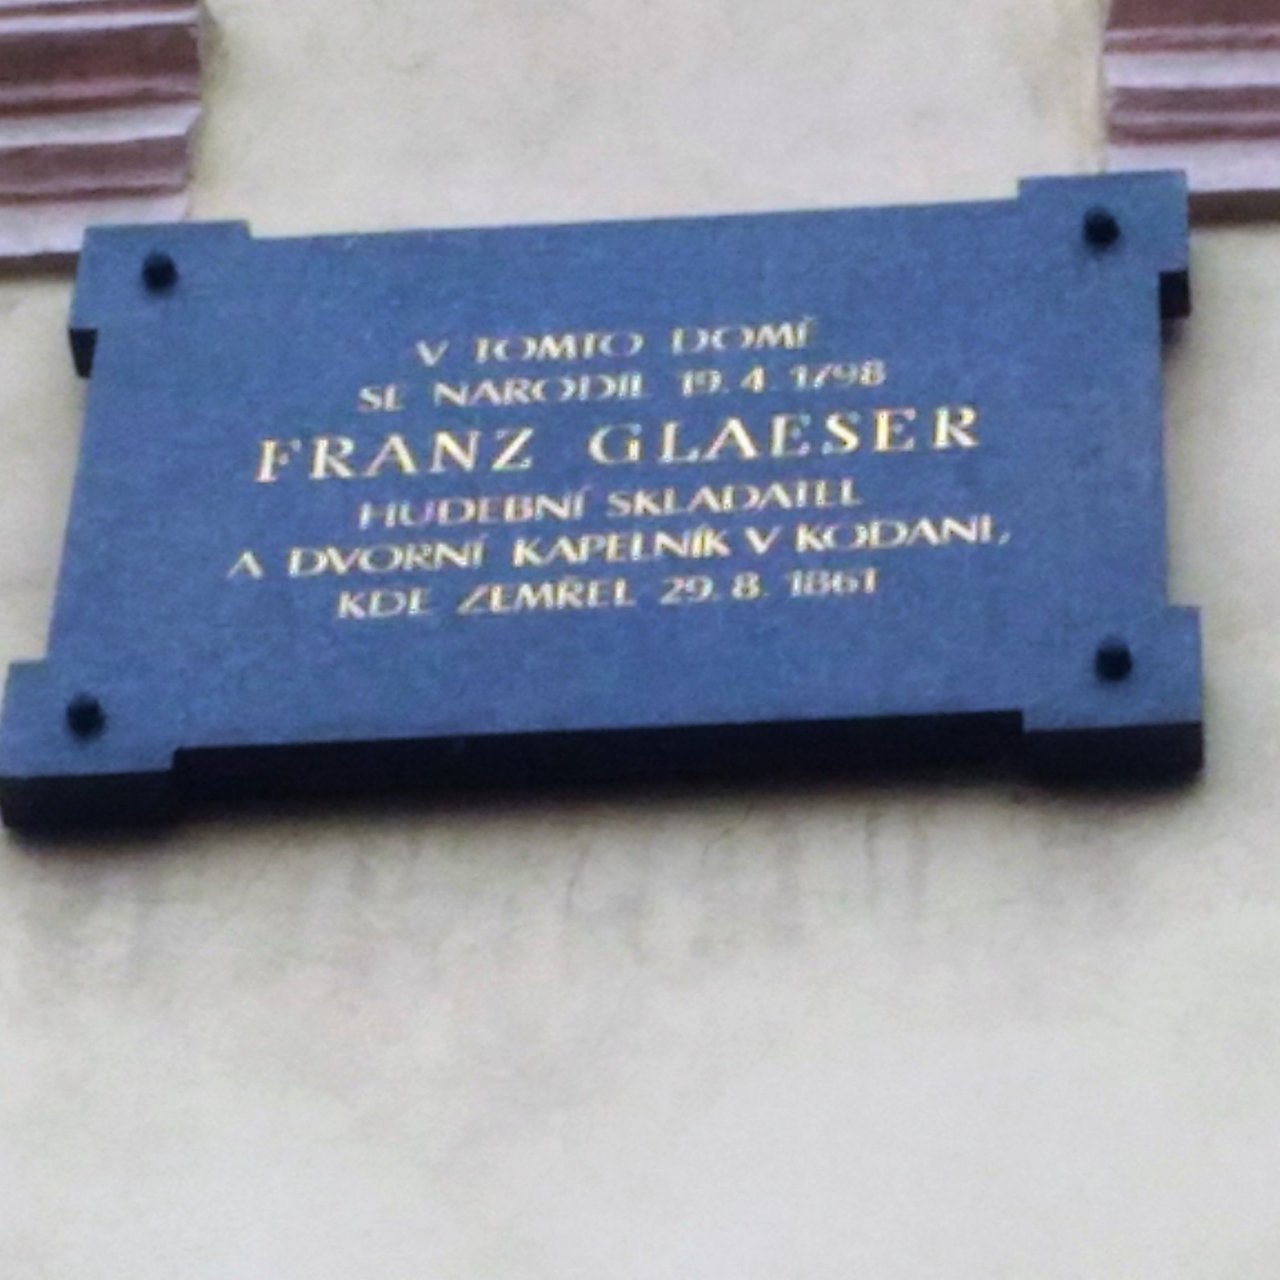 V TOMTO DOMĚ
SE NARODIL 19. 4. 1798
FRANZ GLAESER
HUDEBNÍ SKLADATEL
A DVORNÍ KAPELNÍK V KODANI,
KDE ZEMŘEL 29. 8. 1861